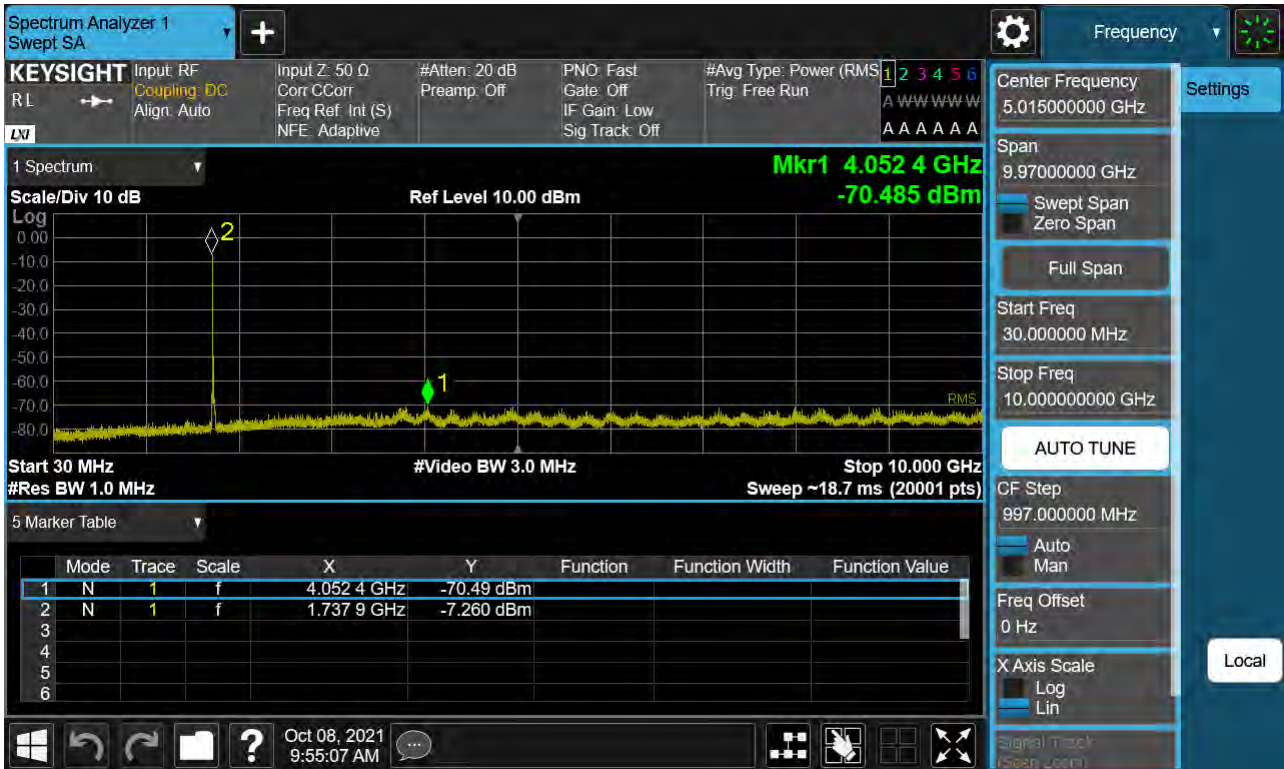 Spectrum Analyzer 1
Swept SA
Frequency
KEYSIGHT
RL
LXI
Input: RF
Coupling: DC
Align: Auto
Input Z: 50 Ω
Corr CCorr
Freq Ref: Int (S)
NFE: Adaptive
#Atten: 20 dB
Preamp: Off
PNO: Fast
Gate: Off
IF Gain: Low
Sig Track: Off
#Avg Type: Power (RMS
Trig: Free Run
1 2 3 4 5 6
A W W W W W
A A A A A A
Center Frequency
5.015000000 GHz
Settings
Span
9.97000000 GHz
Swept Span
Zero Span
Full Span
Start Freq
30.000000 MHz
Stop Freq
10.000000000 GHz
AUTO TUNE
CF Step
997.000000 MHz
Auto
Man
Freq Offset
0 Hz
X Axis Scale
Log
Lin
Signal Track
(Span Zoom)
Local
1 Spectrum
Mkr1 4.052 4 GHz
-70.485 dBm
Scale/Div 10 dB
Ref Level 10.00 dBm
Log
0.00
-10.0
-20.0
-30.0
-40.0
-50.0
-60.0
-70.0
-80.0
2
1
RMS
Start 30 MHz
#Video BW 3.0 MHz
Stop 10.000 GHz
#Res BW 1.0 MHz
Sweep ~18.7 ms (20001 pts)
5 Marker Table
Mode Trace Scale X Y Function Function Width Function Value
1 N 1 f 4.052 4 GHz -70.49 dBm
2 N 1 f 1.737 9 GHz -7.260 dBm
3
4
5
6
Oct 08, 2021
9:55:07 AM